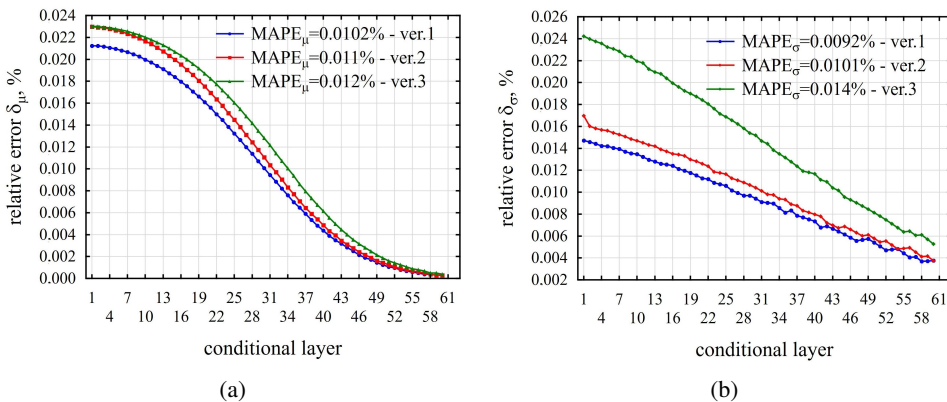 0.024
0.022
0.020
0.018
0.016
0.014
0.012
0.010
0.008
0.006
0.004
0.002
0.000
relative error δμ, %
MAPEμ=0.0102% - ver.1
MAPEμ=0.011% - ver.2
MAPEμ=0.012% - ver.3
1 7 13 19 25 31 37 43 49 55 61
4 10 16 22 28 34 40 46 52 58
conditional layer
(a)
0.026
0.024
0.022
0.020
0.018
0.016
0.014
0.012
0.010
0.008
0.006
0.004
0.002
relative error δσ, %
MAPEσ=0.0092% - ver.1
MAPEσ=0.0101% - ver.2
MAPEσ=0.014% - ver.3
1 7 13 19 25 31 37 43 49 55 61
4 10 16 22 28 34 40 46 52 58
conditional layer
(b)